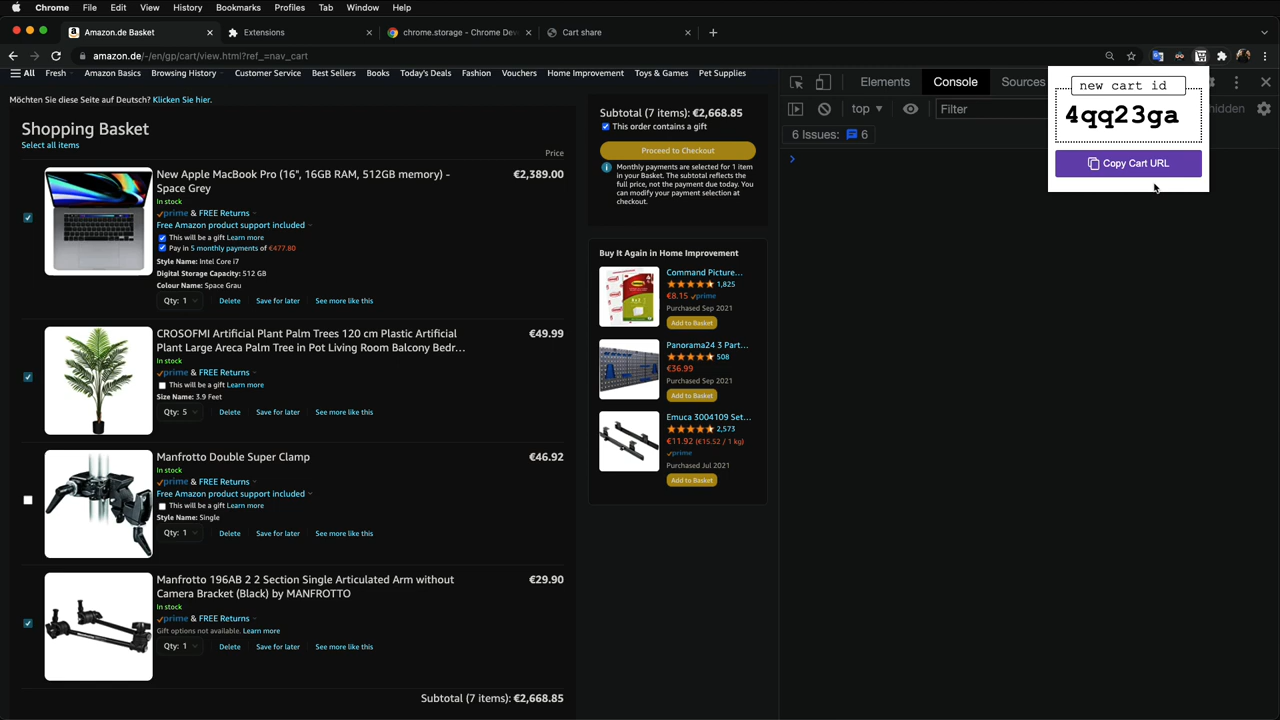 Chrome File Edit View History Bookmarks Profiles Tab Window Help
Amazon.de Basket
Extensions
chrome.storage - Chrome Dev
Cart share
amazon.de/-/en/gp/cart/view.html?ref_=nav_cart
All Fresh Amazon Basics Browsing History Best Sellers Books Today's Deals Fashion Vouchers Home Improvement Toys & Games Pet Supplies
Möchten Sie diese Seite auf Deutsch? Klicken Sie hier.
Shopping Basket
Select all items
Price
New Apple MacBook Pro (16", 16GB RAM, 512GB memory) -
Space Grey
€2,389.00
In stock
prime & FREE Returns
Free Amazon product support included
This will be a gift Learn more
Pay in 5 monthly payments of €477.80
Style Name: Intel Core i7
Digital Storage Capacity: 512 GB
Colour Name: Space Grau
Qty: 1 Delete Save for later See more like this
CROSOFMI Artificial Plant Palm Trees 120 cm Plastic Artificial
Plant Large Areca Palm Tree in Pot Living Room Balcony Bedr...
€49.99
In stock
prime & FREE Returns
This will be a gift Learn more
Size Name: 3.9 Feet
Qty: 5 Delete Save for later See more like this
Manfrotto Double Super Clamp
€46.92
In stock
prime & FREE Returns
Free Amazon product support included
This will be a gift Learn more
Style Name: Single
Qty: 1 Delete Save for later See more like this
Manfrotto 196AB 2 2 Section Single Articulated Arm without
Camera Bracket (Black) by MANFROTTO
€29.90
In stock
prime & FREE Returns
Gift options not available. Learn more
Qty: 1 Delete Save for later See more like this
Subtotal (7 items): €2,668.85
Subtotal (7 items): €2,668.85
This order contains a gift
Proceed to Checkout
Monthly payments are selected for 1 item
in your Basket. The subtotal reflects the
full price, not the payment due today. You
can modify your payment selection at
checkout.
Buy It Again in Home Improvement
Command Picture...
1,825
€8.15 prime
Purchased Sep 2021
Add to Basket
Panorama24 3 Part...
508
€36.99
Purchased Sep 2021
Add to Basket
Emuca 3004109 Set...
2,573
€11.92 (€15.52 / 1 kg)
prime
Purchased Jul 2021
Add to Basket
Elements Console Sources
top Filter hidden
6 Issues: 6
new cart id
4qq23ga
Copy Cart URL